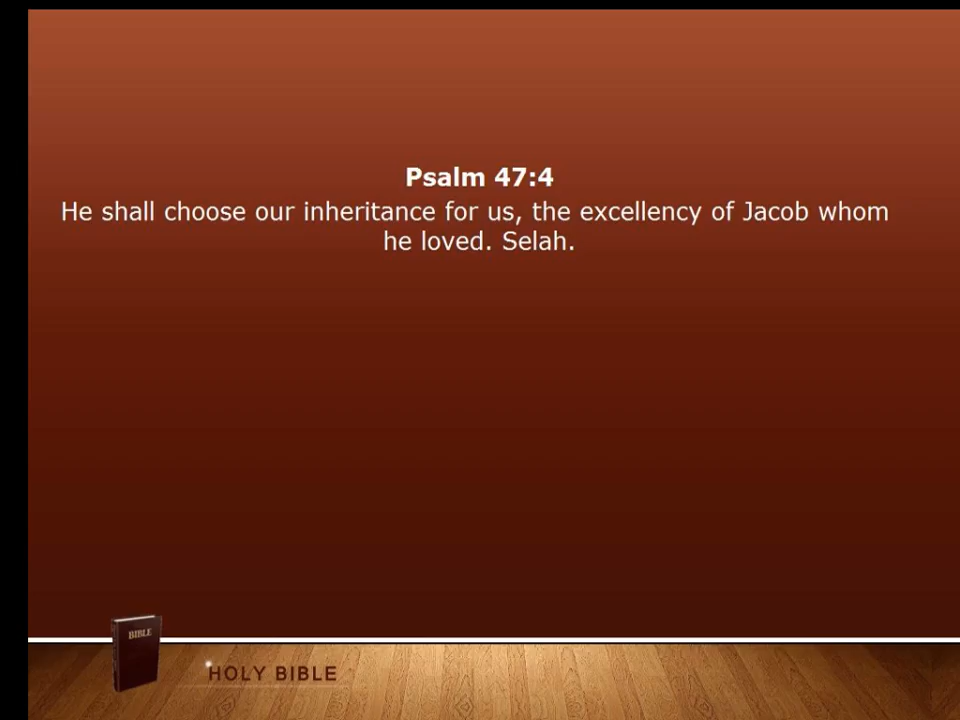 Psalm 47:4
He shall choose our inheritance for us, the excellency of Jacob whom
he loved. Selah.
BIBLE
HOLY BIBLE